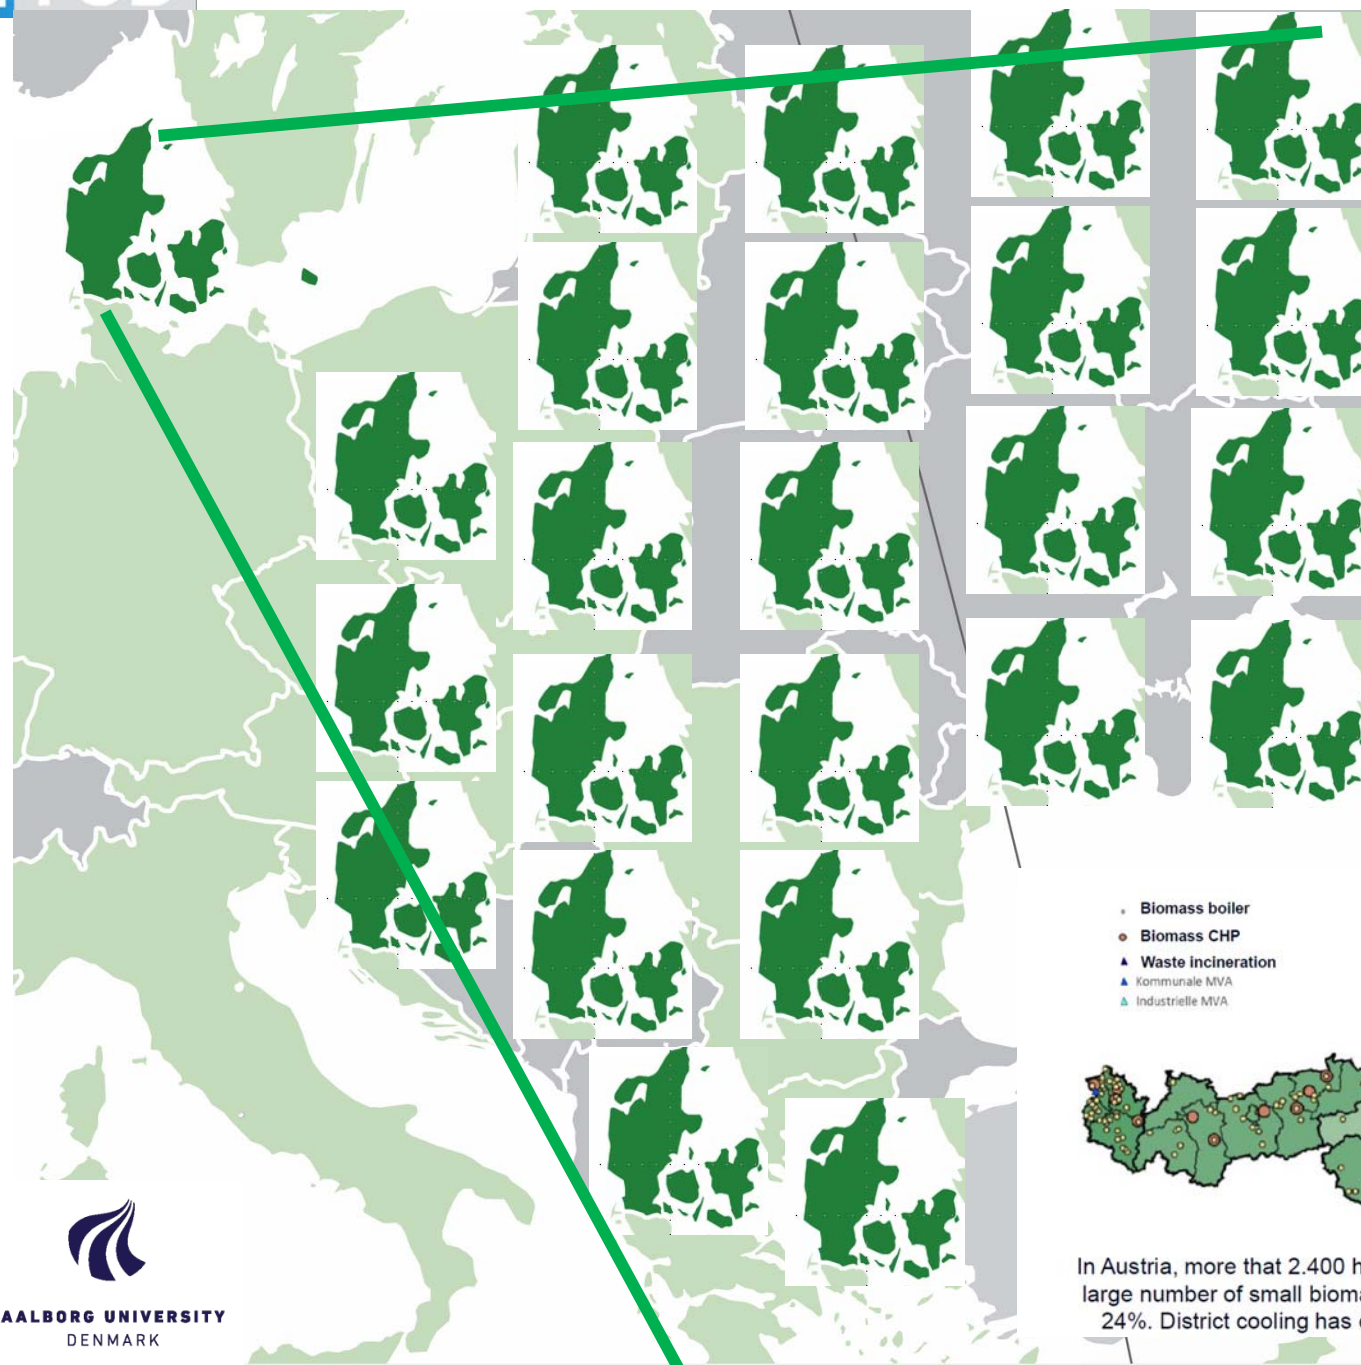 Biomass boiler
Biomass CHP
Waste incineration
Kommunale MVA
Industrielle MVA
AALBORG UNIVERSITY
DENMARK
In Austria, more that 2.400 h
large number of small bioma
24%. District cooling has